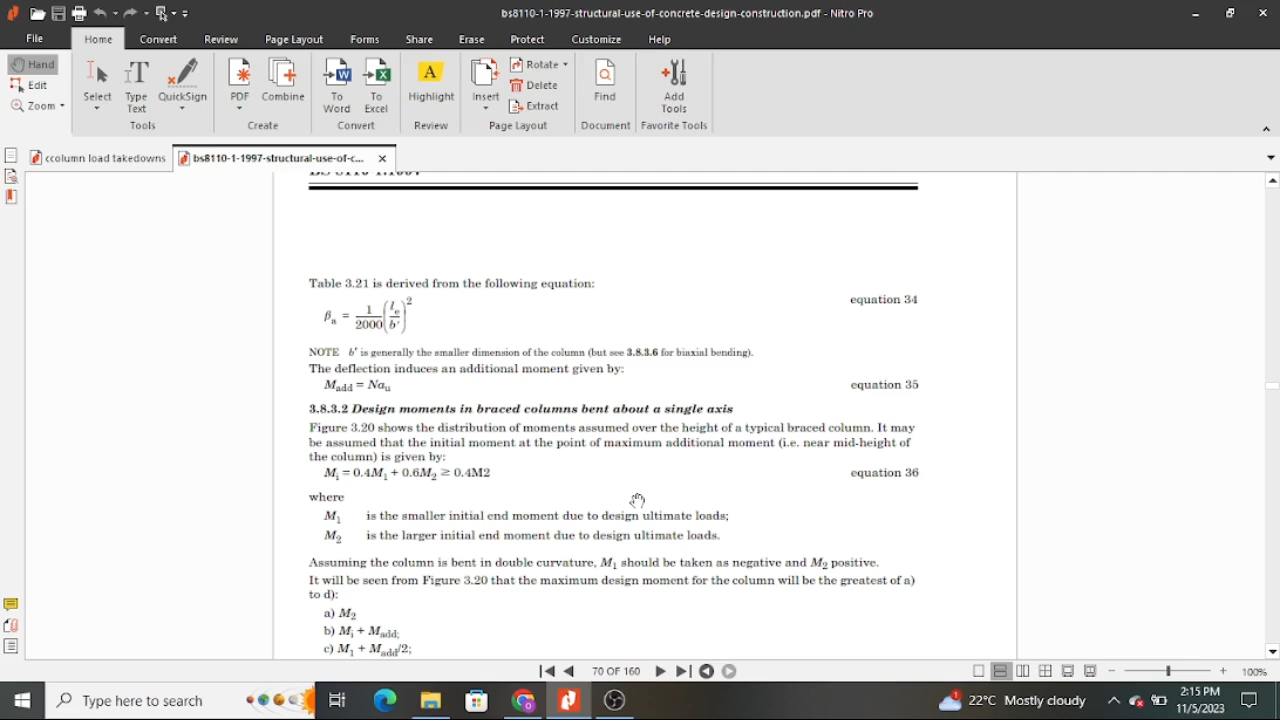 bs8110-1-1997-structural-use-of-concrete-design-construction.pdf - Nitro Pro
File Home Convert Review Page Layout Forms Share Erase Protect Customize Help
Hand
Edit
Zoom
Select
Type Text
QuickSign
Tools
PDF
Combine
Create
To Word
To Excel
Convert
Highlight
Review
Insert
Rotate
Delete
Extract
Page Layout
Find
Document
Add Tools
Favorite Tools
ccolumn load takedowns
bs8110-1-1997-structural-use-of-c...
Table 3.21 is derived from the following equation:
βa = 1/2000 (le/b′)² equation 34
NOTE b′ is generally the smaller dimension of the column (but see 3.8.3.6 for biaxial bending).
The deflection induces an additional moment given by:
Madd = Nau equation 35
3.8.3.2 Design moments in braced columns bent about a single axis
Figure 3.20 shows the distribution of moments assumed over the height of a typical braced column. It may
be assumed that the initial moment at the point of maximum additional moment (i.e. near mid-height of
the column) is given by:
Mi = 0.4M1 + 0.6M2 ≥ 0.4M2 equation 36
where
M1 is the smaller initial end moment due to design ultimate loads;
M2 is the larger initial end moment due to design ultimate loads.
Assuming the column is bent in double curvature, M1 should be taken as negative and M2 positive.
It will be seen from Figure 3.20 that the maximum design moment for the column will be the greatest of a)
to d):
a) M2
b) Mi + Madd;
c) M1 + Madd/2;
70 OF 160
100%
Type here to search
1
22°C Mostly cloudy
2:15 PM
11/5/2023